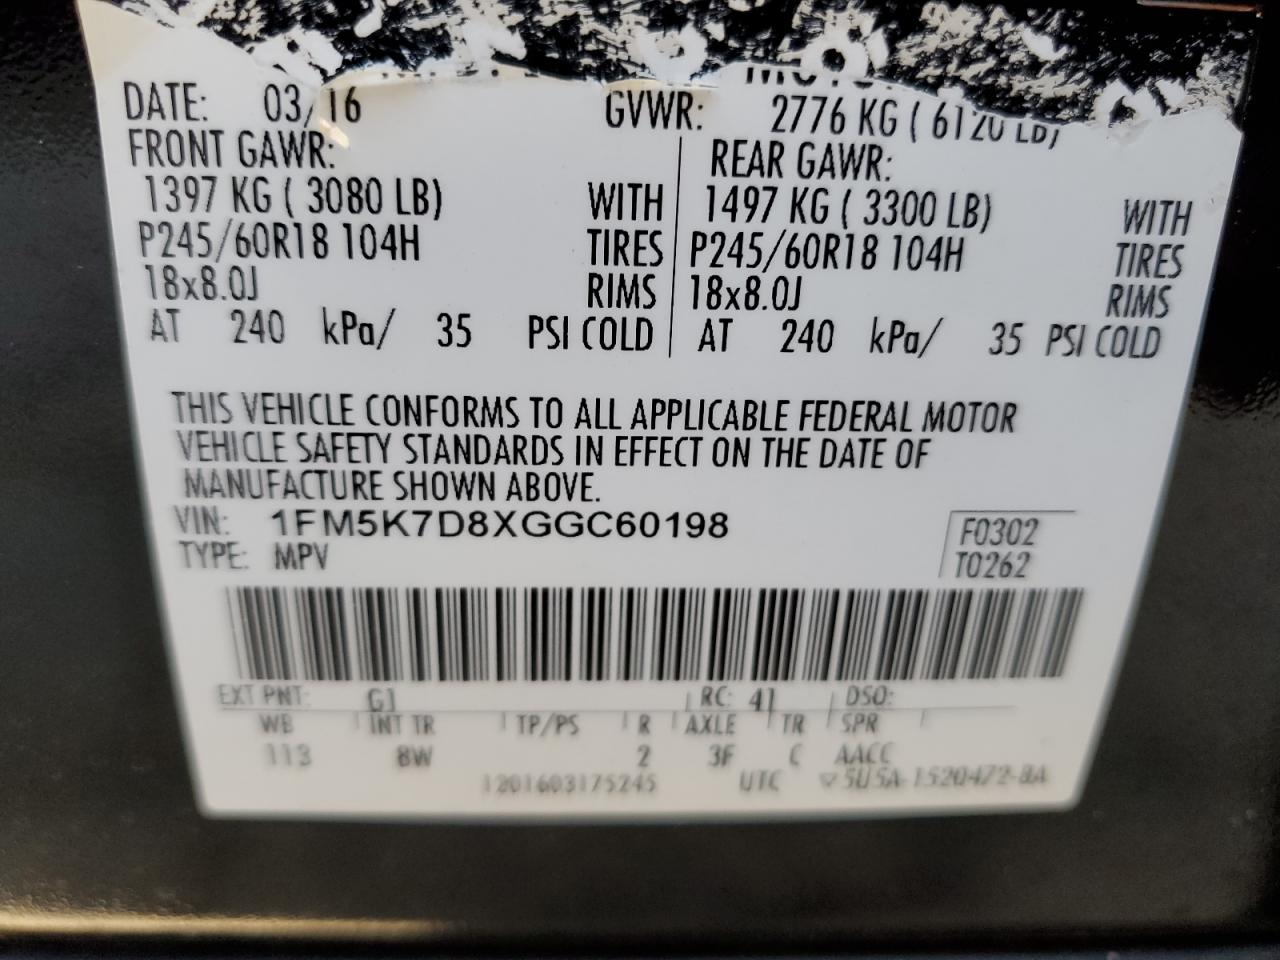 DATE: 03/16 GVWR: 2776 KG ( 6120 LB)
FRONT GAWR: REAR GAWR:
1397 KG ( 3080 LB) WITH 1497 KG ( 3300 LB) WITH
P245/60R18 104H TIRES P245/60R18 104H TIRES
18x8.0J RIMS 18x8.0J RIMS
AT 240 kPa/ 35 PSI COLD AT 240 kPa/ 35 PSI COLD
THIS VEHICLE CONFORMS TO ALL APPLICABLE FEDERAL MOTOR
VEHICLE SAFETY STANDARDS IN EFFECT ON THE DATE OF
MANUFACTURE SHOWN ABOVE.
VIN: 1FM5K7D8XGGC60198 F0302
TYPE: MPV T0262
EXT PNT: G1 RC: 41 DSO:
WB INT TR TP/PS R AXLE TR SPR
113 8W 2 3F C AACC
1201603175245 UTC 5U5A-1520472-BA